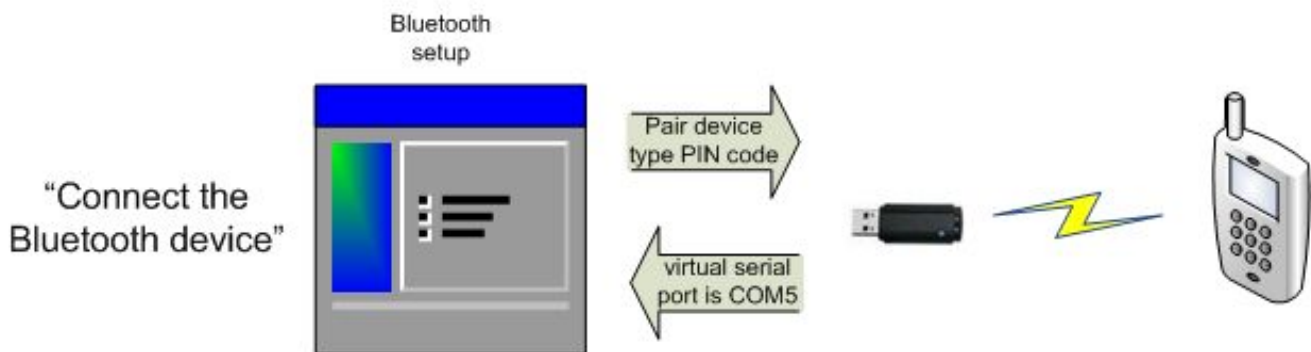 Bluetooth
setup
“Connect the
Bluetooth device”
Pair device
type PIN code
virtual serial
port is COM5